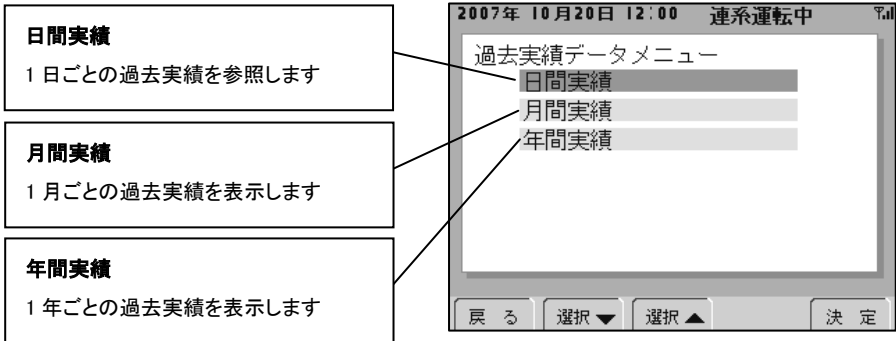 日間実績
1 日ごとの過去実績を参照します
月間実績
1 月ごとの過去実績を表示します
年間実績
1 年ごとの過去実績を表示します
2007年 10月20日 12:00 連系運転中
過去実績データメニュー
日間実績
月間実績
年間実績
戻 る 選択▼ 選択▲ 決 定